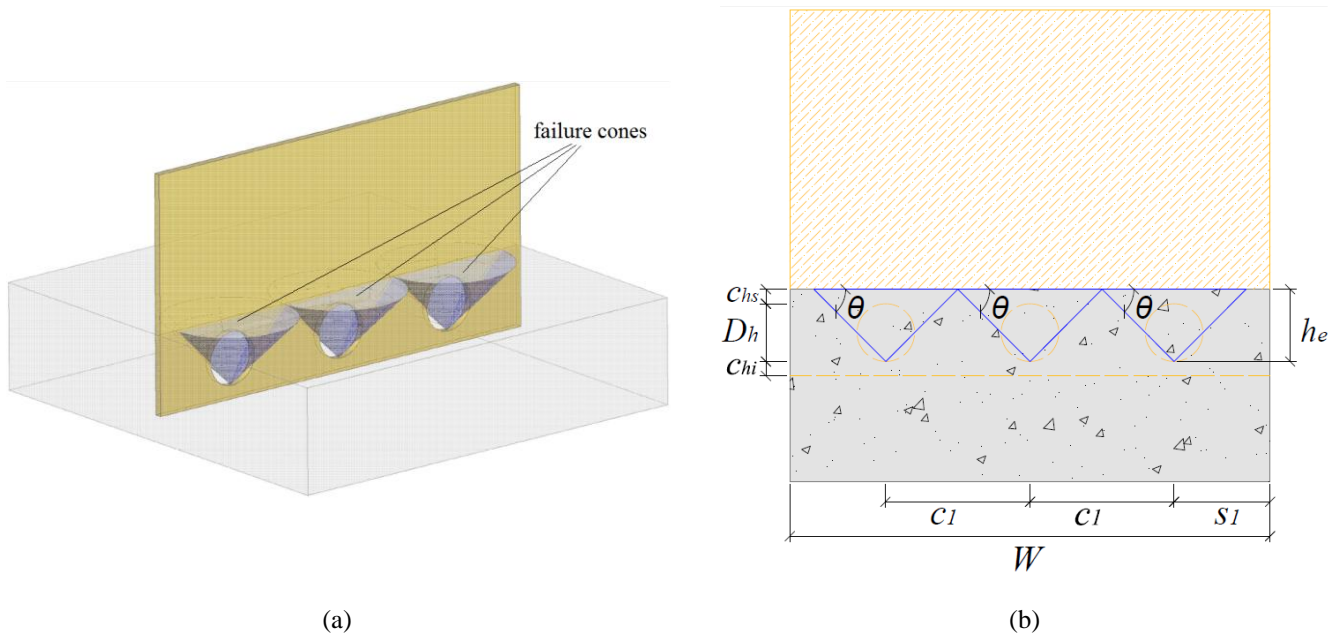 failure cones
chs
Dh
chi
θ
θ
θ
he
c1
c1
s1
W
(a)
(b)